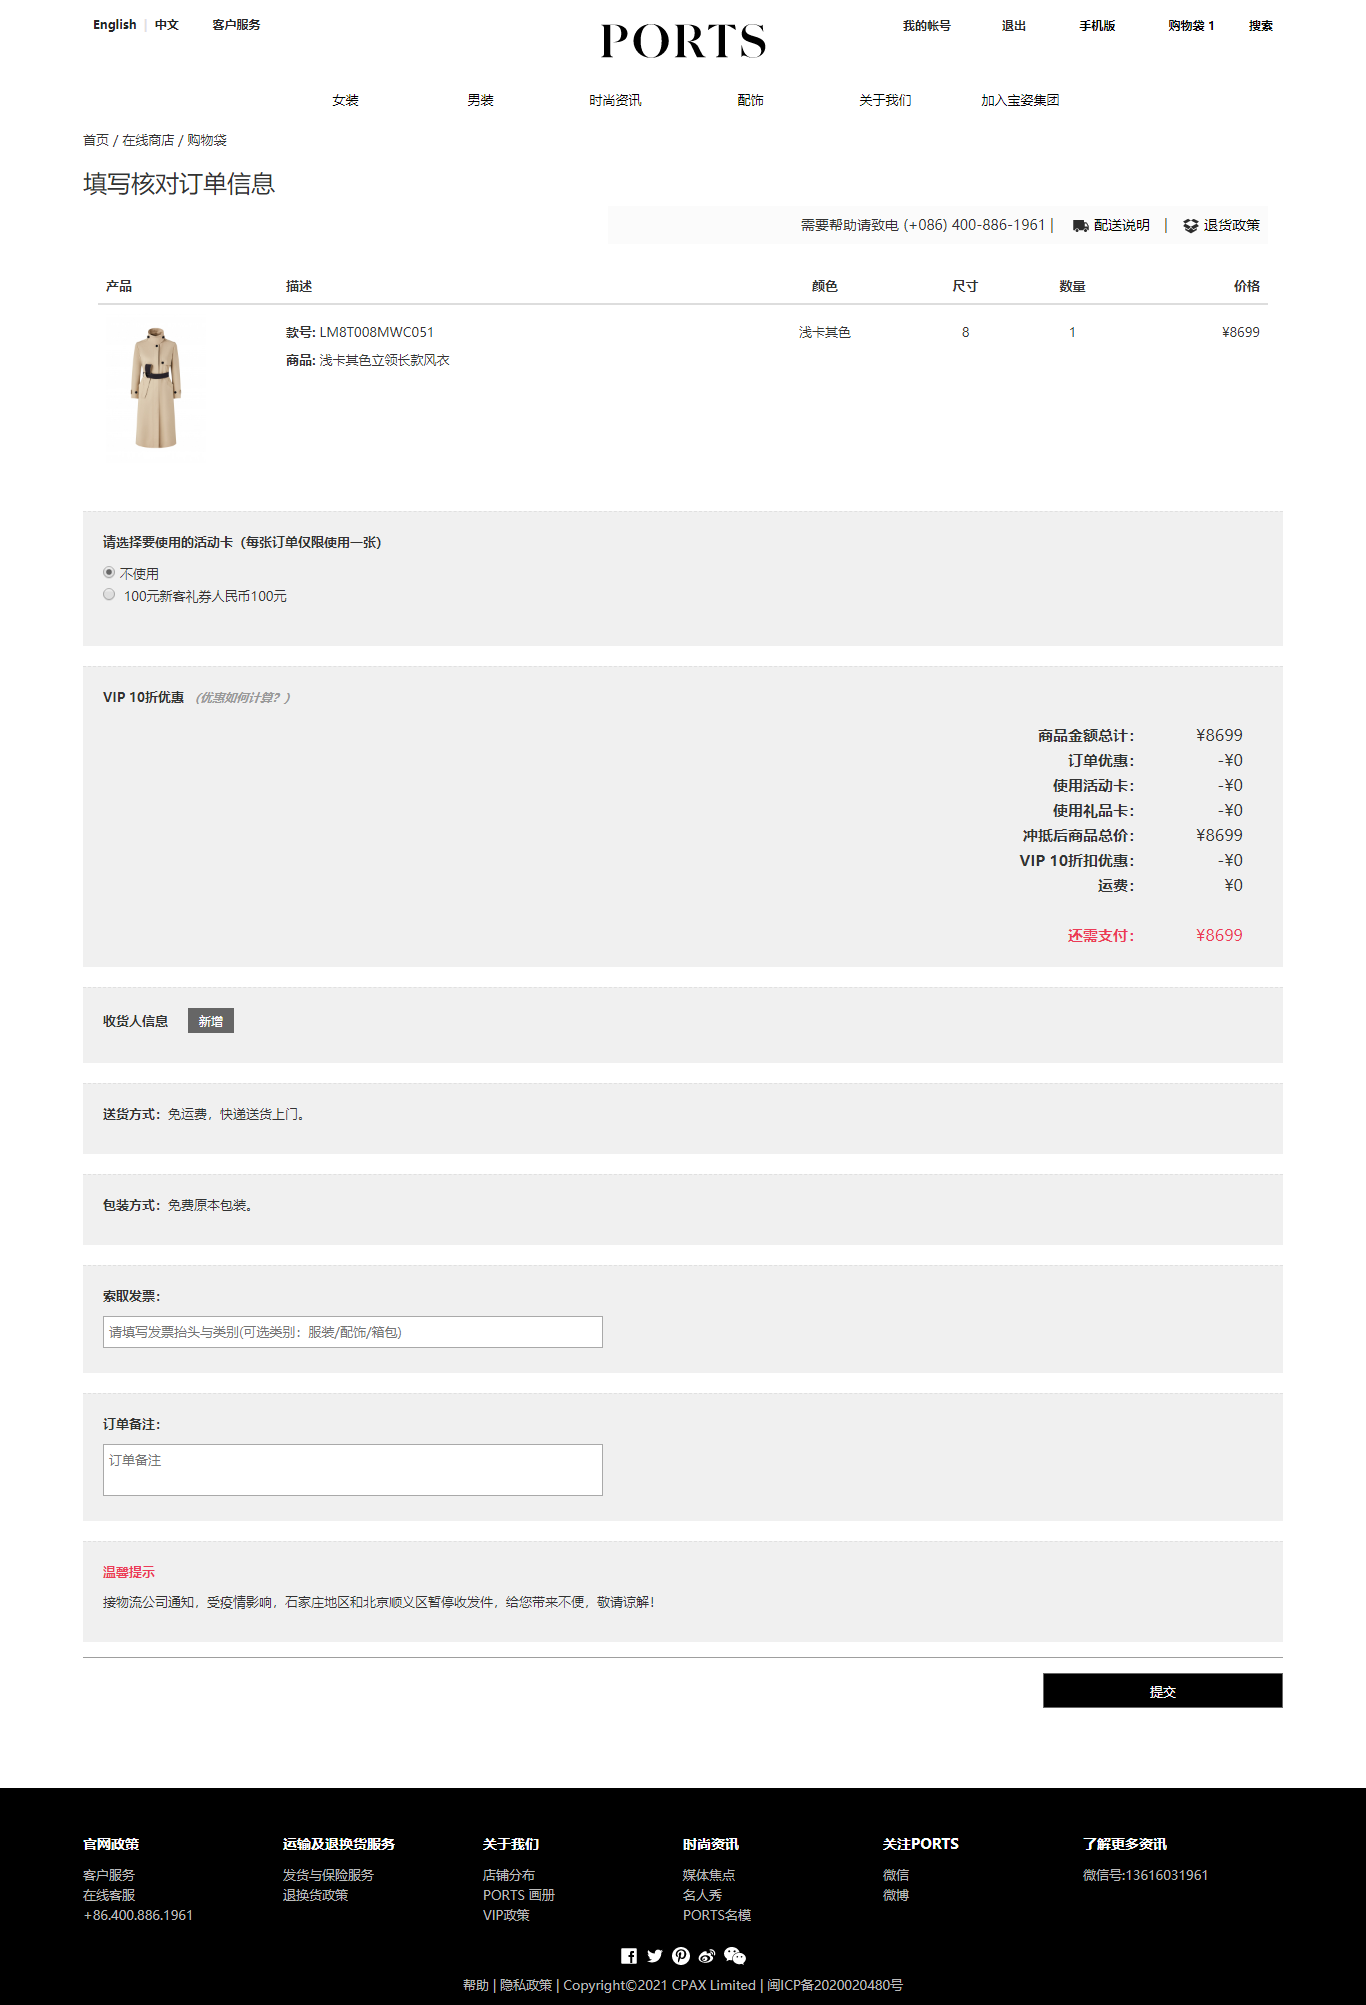 English | 中文 客户服务 PORTS 我的帐号 退出 手机版 购物袋 1 搜索
女装 男装 时尚资讯 配饰 关于我们 加入宝姿集团
首页 / 在线商店 / 购物袋
填写核对订单信息
需要帮助请致电 (+086) 400-886-1961 | 配送说明 | 退货政策
产品 描述 颜色 尺寸 数量 价格
款号: LM8T008MWC051 浅卡其色 8 1 ¥8699
商品: 浅卡其色立领长款风衣
请选择要使用的活动卡（每张订单仅限使用一张）
不使用
100元新客礼券人民币100元
VIP 10折优惠 （优惠如何计算？）
商品金额总计： ¥8699
订单优惠： -¥0
使用活动卡： -¥0
使用礼品卡： -¥0
冲抵后商品总价： ¥8699
VIP 10折扣优惠： -¥0
运费： ¥0
还需支付： ¥8699
收货人信息 新增
送货方式：免运费，快递送货上门。
包装方式：免费原本包装。
索取发票：
请填写发票抬头与类别(可选类别：服装/配饰/箱包)
订单备注：
订单备注
温馨提示
接物流公司通知，受疫情影响，石家庄地区和北京顺义区暂停收发件，给您带来不便，敬请谅解！
提交
官网政策 运输及退换货服务 关于我们 时尚资讯 关注PORTS 了解更多资讯
客户服务 发货与保险服务 店铺分布 媒体焦点 微信 微信号:13616031961
在线客服 退换货政策 PORTS 画册 名人秀 微博
+86.400.886.1961 VIP政策 PORTS名模
帮助 | 隐私政策 | Copyright©2021 CPAX Limited | 闽ICP备2020020480号